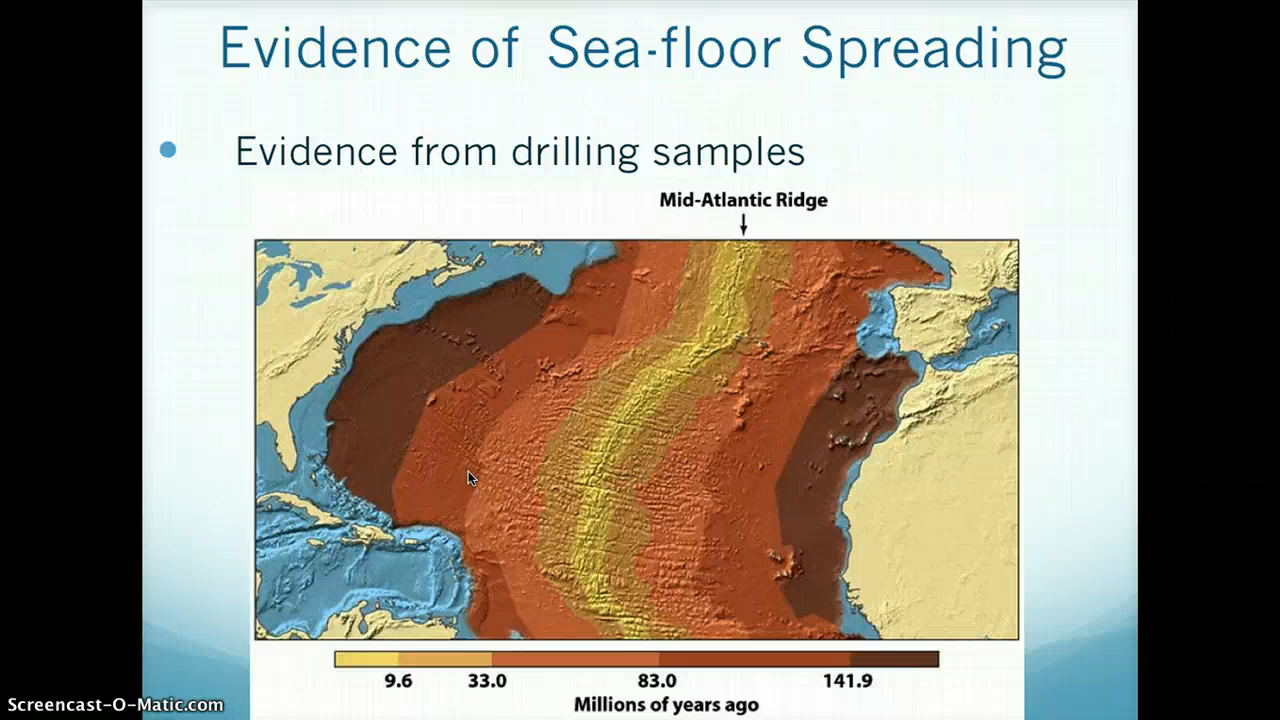 Evidence of Sea-floor Spreading
• Evidence from drilling samples
Mid-Atlantic Ridge
9.6 33.0 83.0 141.9
Millions of years ago
Screencast-O-Matic.com